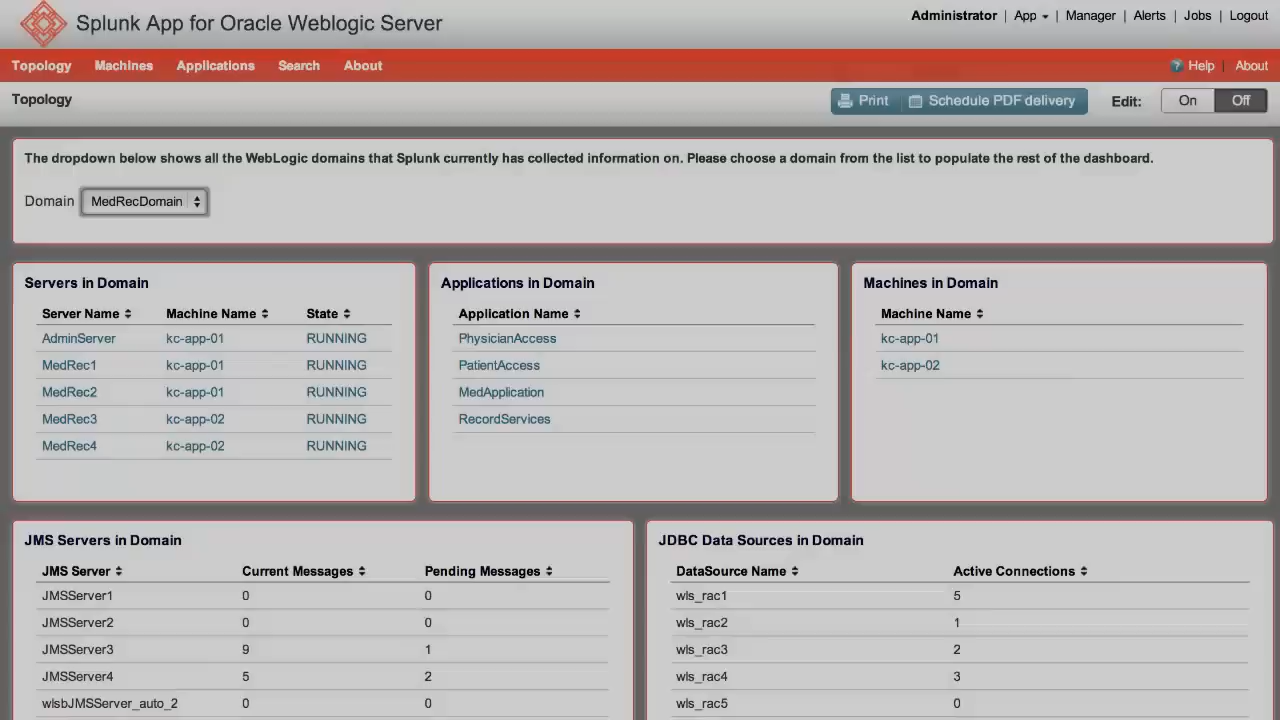 Splunk App for Oracle Weblogic Server
Administrator | App | Manager | Alerts | Jobs | Logout
Topology Machines Applications Search About
? Help | About
Topology
Print Schedule PDF delivery Edit: On Off
The dropdown below shows all the WebLogic domains that Splunk currently has collected information on. Please choose a domain from the list to populate the rest of the dashboard.
Domain MedRecDomain
Servers in Domain
Server Name Machine Name State
AdminServer kc-app-01 RUNNING
MedRec1 kc-app-01 RUNNING
MedRec2 kc-app-01 RUNNING
MedRec3 kc-app-02 RUNNING
MedRec4 kc-app-02 RUNNING
Applications in Domain
Application Name
PhysicianAccess
PatientAccess
MedApplication
RecordServices
Machines in Domain
Machine Name
kc-app-01
kc-app-02
JMS Servers in Domain
JMS Server Current Messages Pending Messages
JMSServer1 0 0
JMSServer2 0 0
JMSServer3 9 1
JMSServer4 5 2
wlsbJMSServer_auto_2 0 0
JDBC Data Sources in Domain
DataSource Name Active Connections
wls_rac1 5
wls_rac2 1
wls_rac3 2
wls_rac4 3
wls_rac5 0